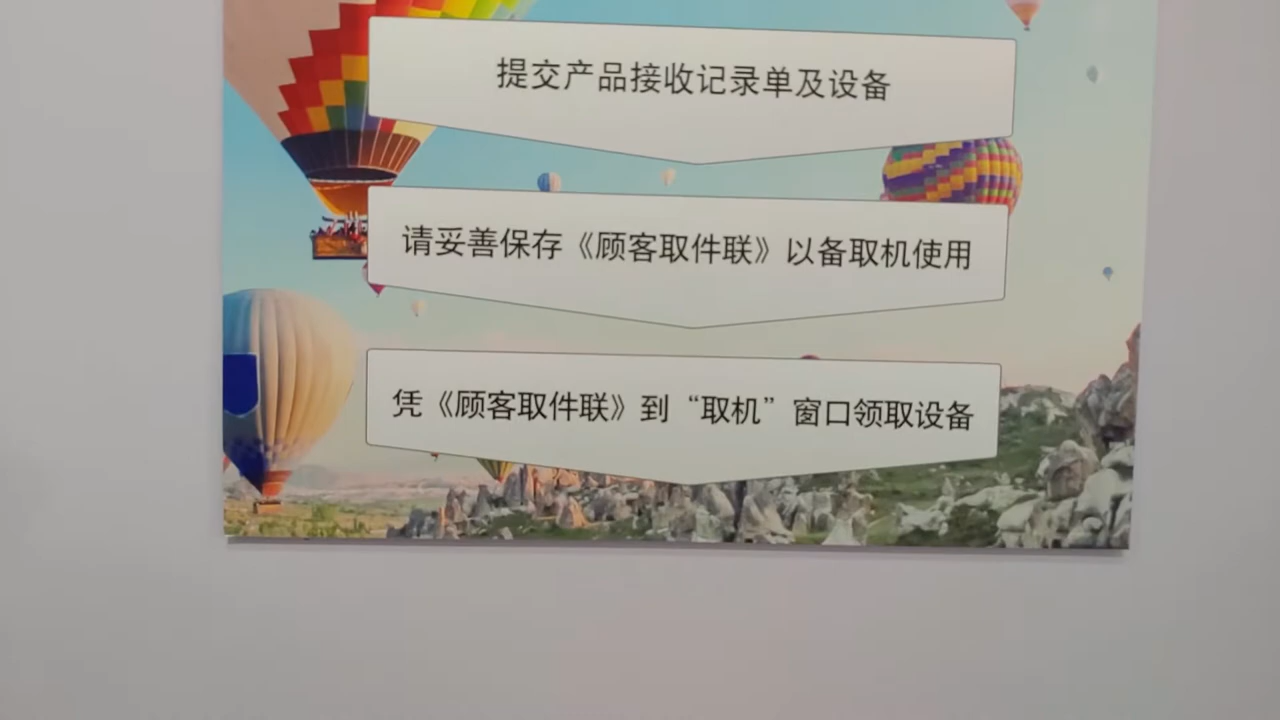 提交产品接收记录单及设备
请妥善保存《顾客取件联》以备取机使用
凭《顾客取件联》到“取机”窗口领取设备